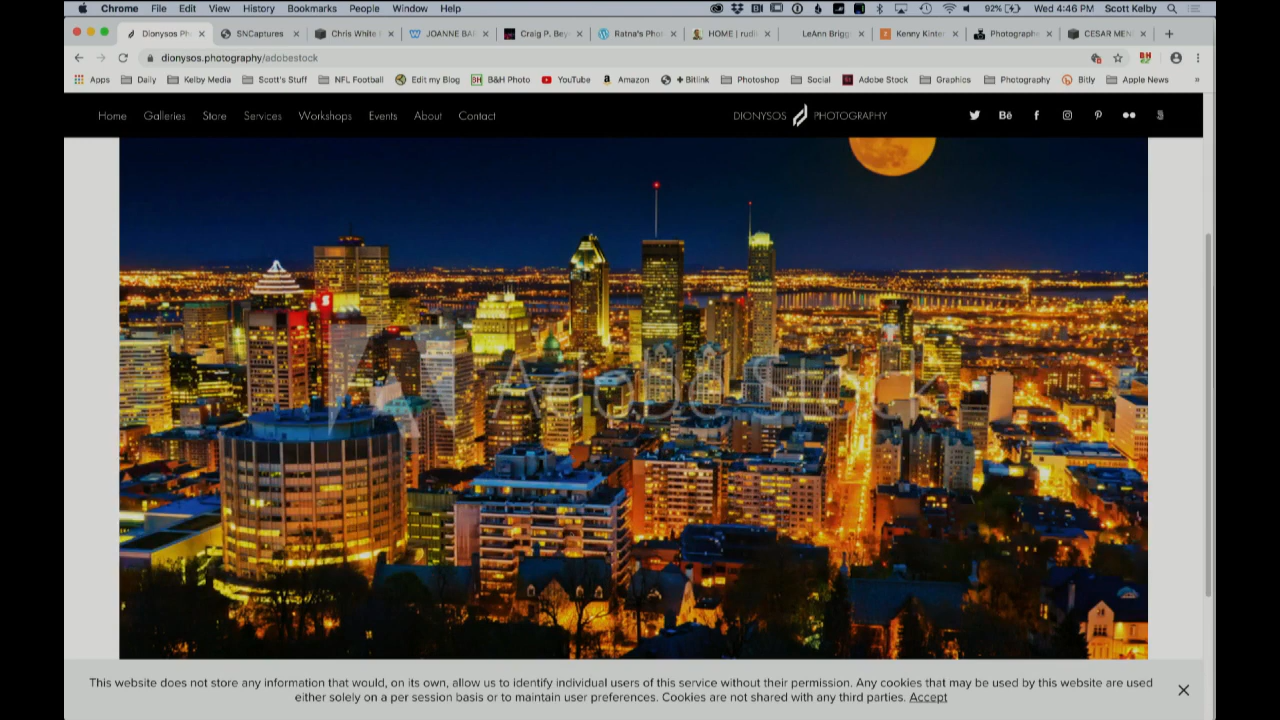 Chrome File Edit View History Bookmarks People Window Help 92% Wed 4:46 PM Scott Kelby
Dionysos Ph SNCaptures Chris White JOANNE BA Craig P. Bey Ratna's Phot HOME | rudi LeAnn Brigg Kenny Kinter Photographe CESAR MEN
dionysos.photography/adobestock
Apps Daily Kelby Media Scott's Stuff NFL Football Edit my Blog B&H Photo YouTube Amazon + Bitlink Photoshop Social Adobe Stock Graphics Photography Bitly Apple News »
Home Galleries Store Services Workshops Events About Contact DIONYSOS PHOTOGRAPHY Bē
Adobe Stock
This website does not store any information that would, on its own, allow us to identify individual users of this service without their permission. Any cookies that may be used by this website are used
either solely on a per session basis or to maintain user preferences. Cookies are not shared with any third parties. Accept